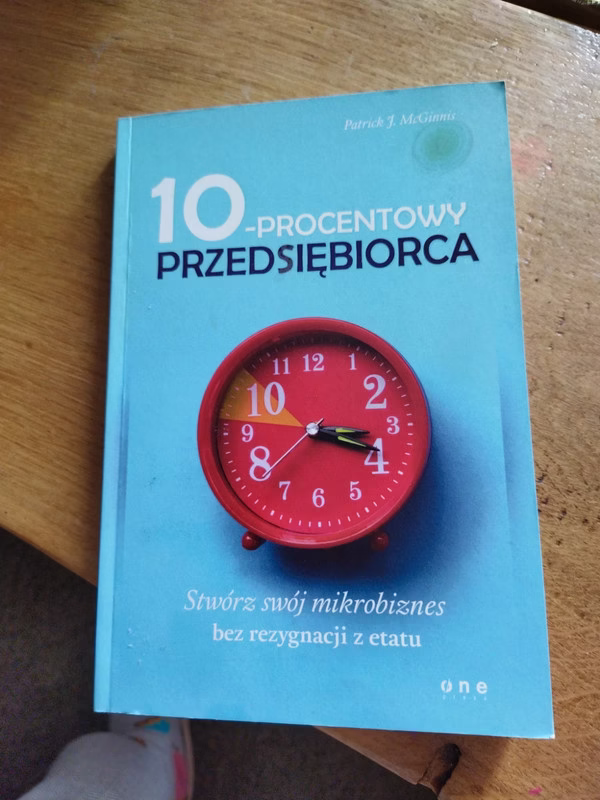 Patrick J. McGinnis
10-PROCENTOWY
PRZEDSIĘBIORCA
11 12 1
10 2
9 3
8 4
7 6 5
Stwórz swój mikrobiznes
bez rezygnacji z etatu
one